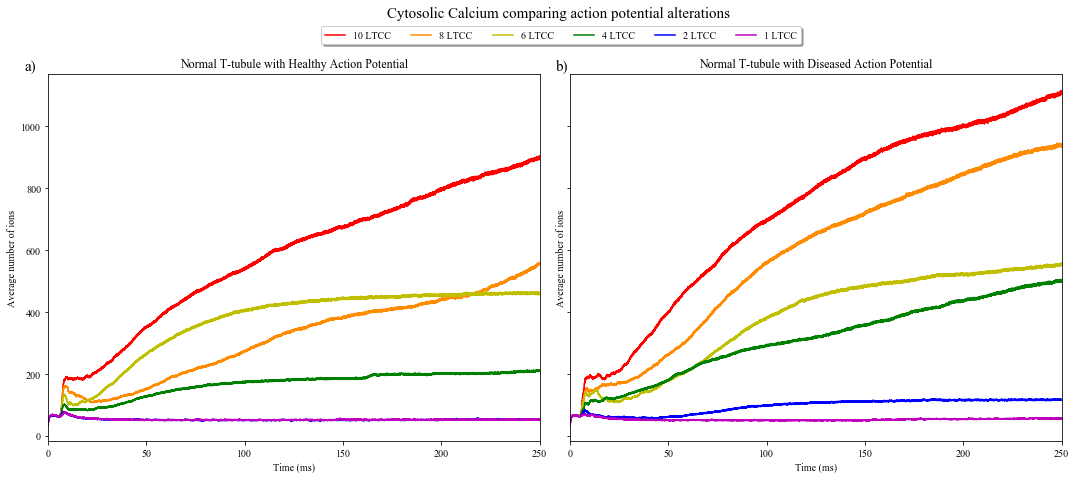 Cytosolic Calcium comparing action potential alterations
10 LTCC 8 LTCC 6 LTCC 4 LTCC 2 LTCC 1 LTCC
a)
Normal T-tubule with Healthy Action Potential
Average number of ions
1000
800
600
400
200
0
0 50 100 150 200 250
Time (ms)
b)
Normal T-tubule with Diseased Action Potential
Average number of ions
0 50 100 150 200 250
Time (ms)